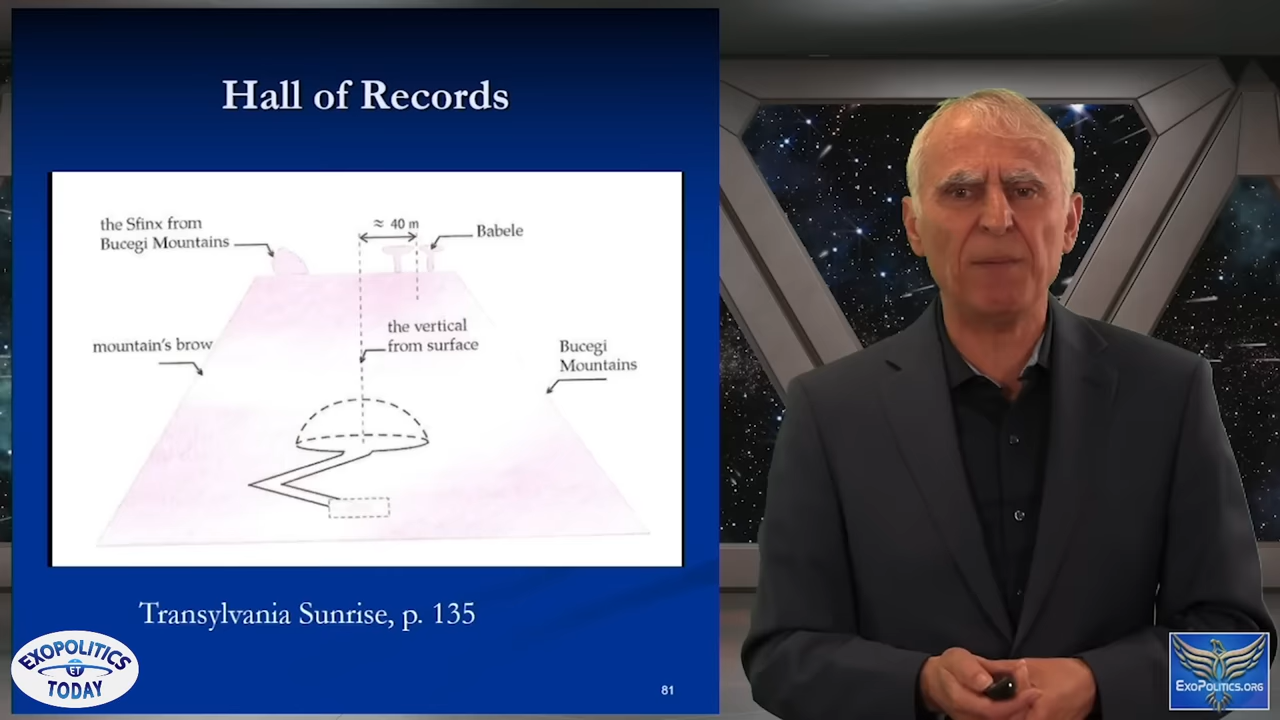 Hall of Records
the Sfinx from
Bucegi Mountains
≈ 40 m
Babele
the vertical
from surface
mountain's brow
Bucegi
Mountains
Transylvania Sunrise, p. 135
81
EXOPOLITICS
ET
TODAY
EXOPOLITICS.ORG